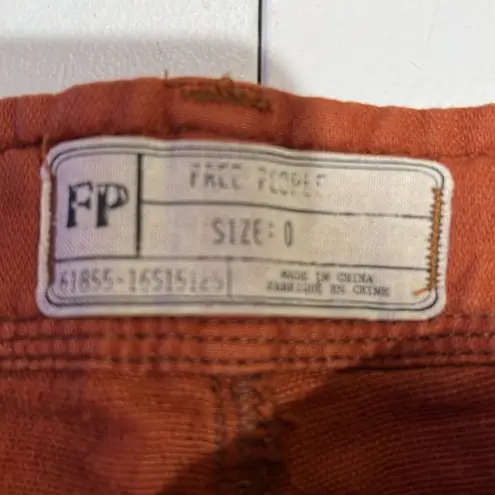 FP
FREE PEOPLE
SIZE: 0
61855-16515125
MADE IN CHINA
FABRIQUÉ EN CHINE